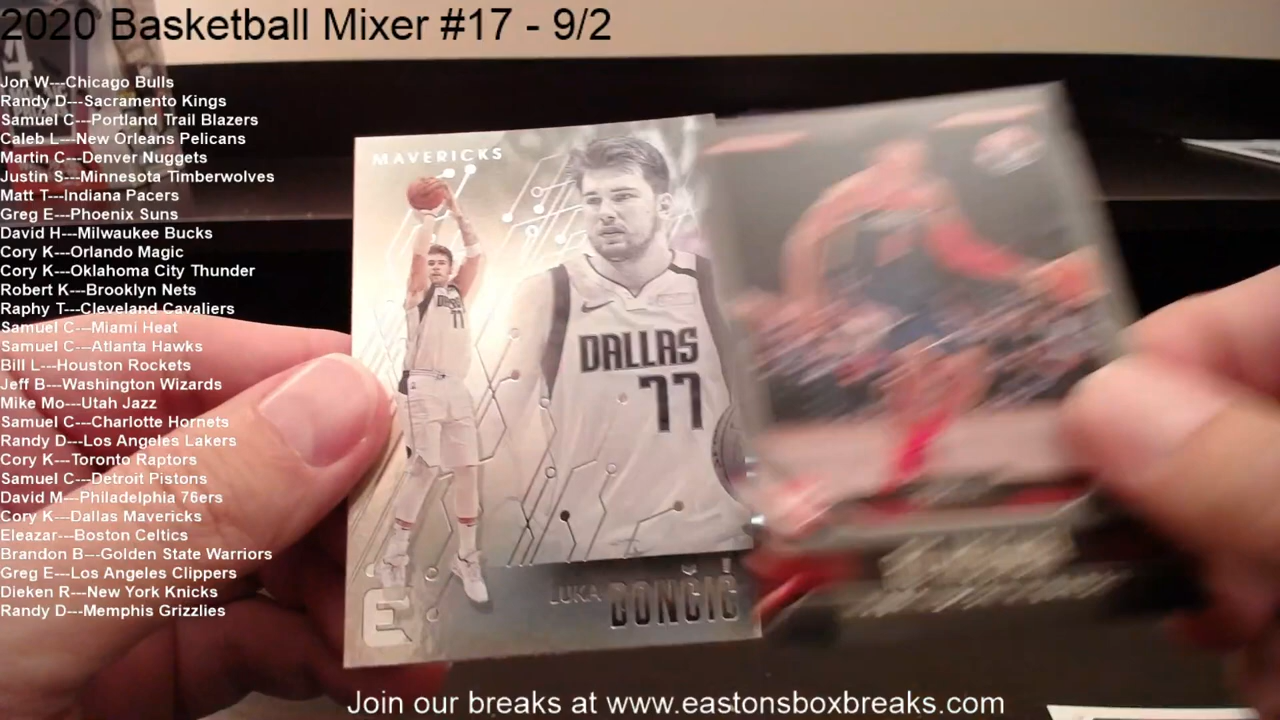 2020 Basketball Mixer #17 - 9/2
Jon W---Chicago Bulls
Randy D---Sacramento Kings
Samuel C---Portland Trail Blazers
Caleb L---New Orleans Pelicans
Martin C---Denver Nuggets
Justin S---Minnesota Timberwolves
Matt T---Indiana Pacers
Greg E---Phoenix Suns
David H---Milwaukee Bucks
Cory K---Orlando Magic
Cory K---Oklahoma City Thunder
Robert K---Brooklyn Nets
Raphy T---Cleveland Cavaliers
Samuel C---Miami Heat
Samuel C---Atlanta Hawks
Bill L---Houston Rockets
Jeff B---Washington Wizards
Mike Mo---Utah Jazz
Samuel C---Charlotte Hornets
Randy D---Los Angeles Lakers
Cory K---Toronto Raptors
Samuel C---Detroit Pistons
David M---Philadelphia 76ers
Cory K---Dallas Mavericks
Eleazar---Boston Celtics
Brandon B---Golden State Warriors
Greg E---Los Angeles Clippers
Dieken R---New York Knicks
Randy D---Memphis Grizzlies
MAVERICKS
77
DALLAS
77
LUKA DONČIĆ
E
Join our breaks at www.eastonsboxbreaks.com